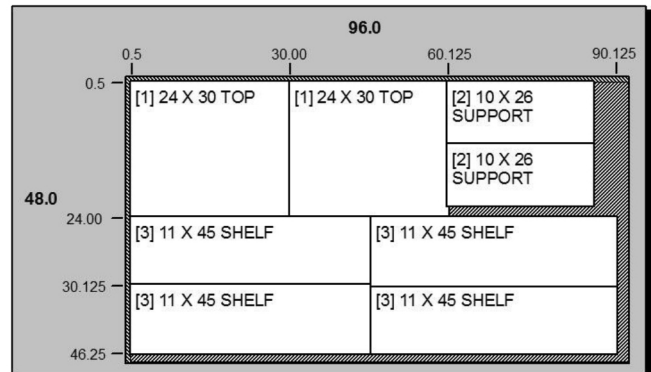 96.0
0.5 30.00 60.125 90.125
0.5
[1] 24 X 30 TOP [1] 24 X 30 TOP [2] 10 X 26
SUPPORT
[2] 10 X 26
SUPPORT
48.0
24.00
[3] 11 X 45 SHELF [3] 11 X 45 SHELF
30.125
[3] 11 X 45 SHELF [3] 11 X 45 SHELF
46.25